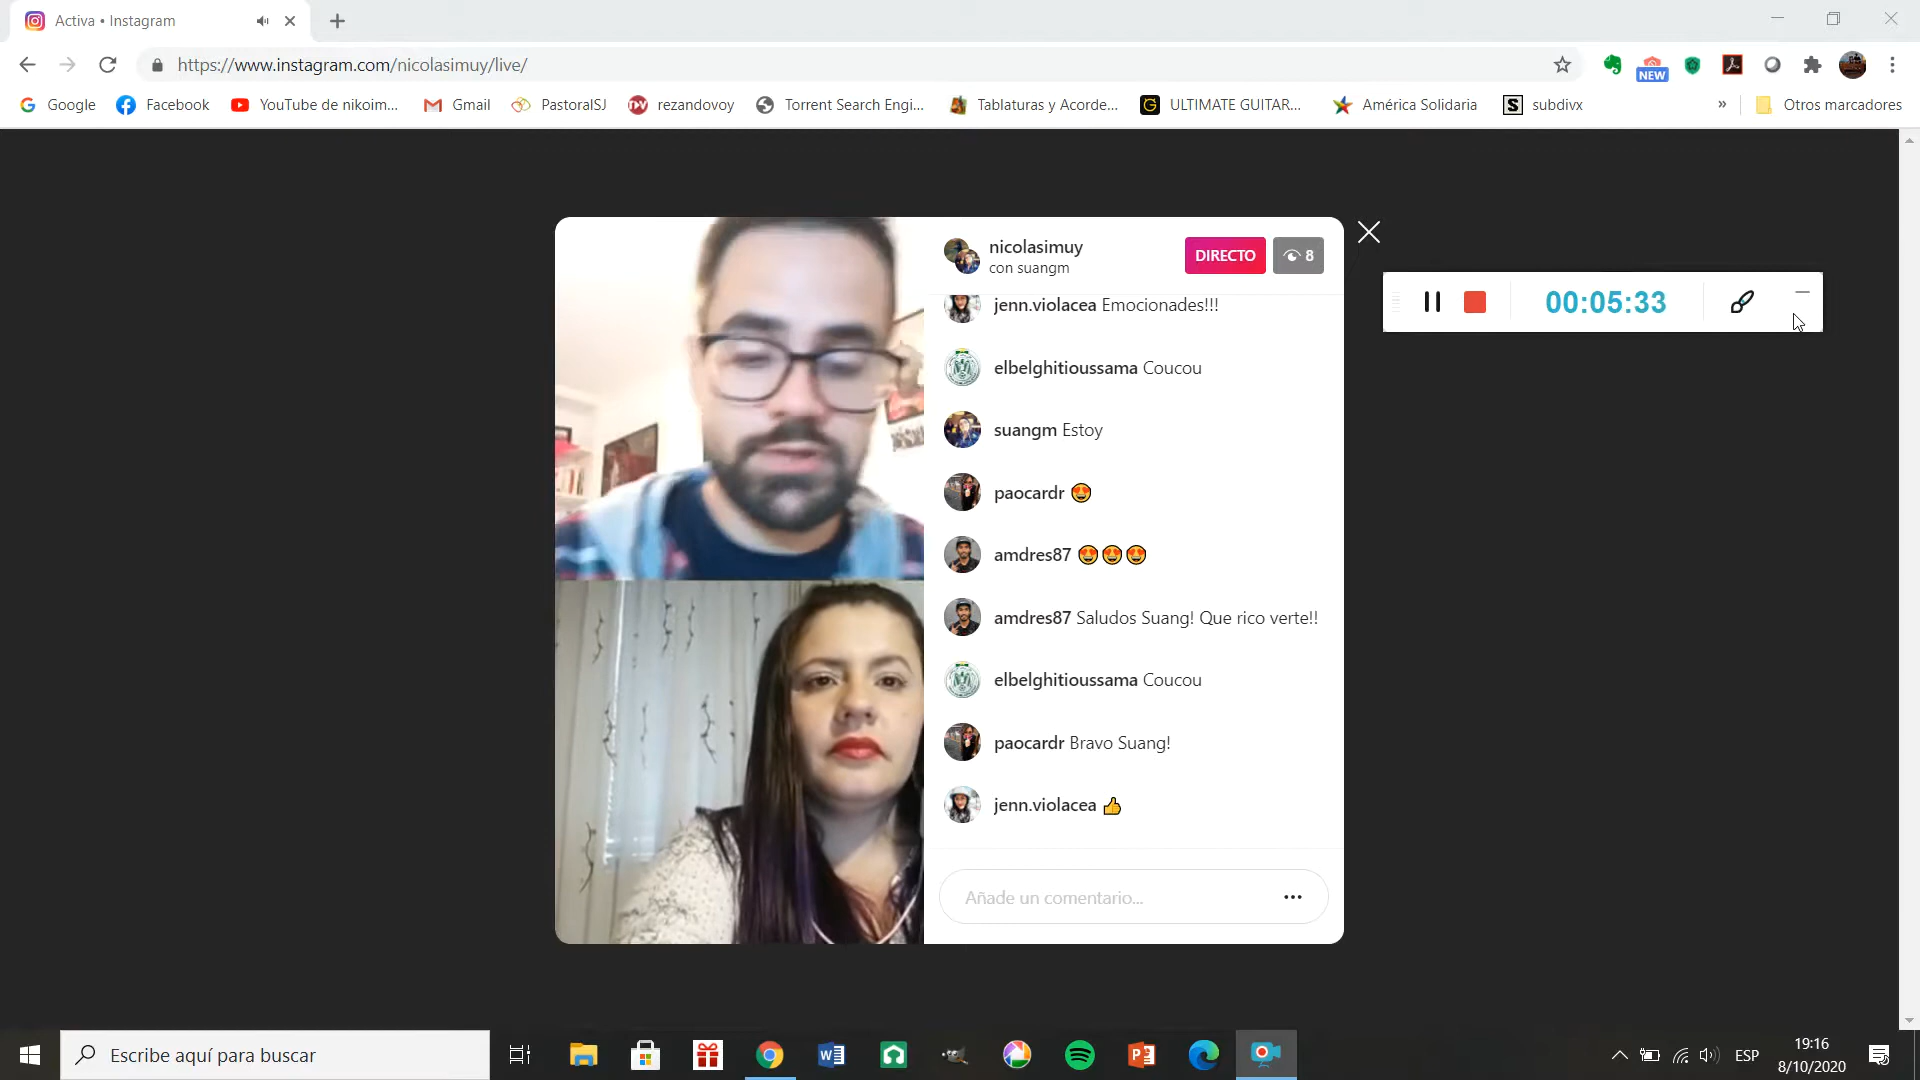 Activa • Instagram
https://www.instagram.com/nicolasimuy/live/
NEW
Google Facebook YouTube de nikoim... Gmail PastoralSJ rezandovoy Torrent Search Engi... Tablaturas y Acorde... ULTIMATE GUITAR... América Solidaria subdivx » Otros marcadores
nicolasimuy
con suangm
DIRECTO 8
00:05:33
jenn.violacea Emocionades!!!
elbelghitioussama Coucou
suangm Estoy
paocardr 😍
amdres87 😍😍😍
amdres87 Saludos Suang! Que rico verte!!
elbelghitioussama Coucou
paocardr Bravo Suang!
jenn.violacea 👍
Añade un comentario...
Escribe aquí para buscar
ESP
19:16
8/10/2020